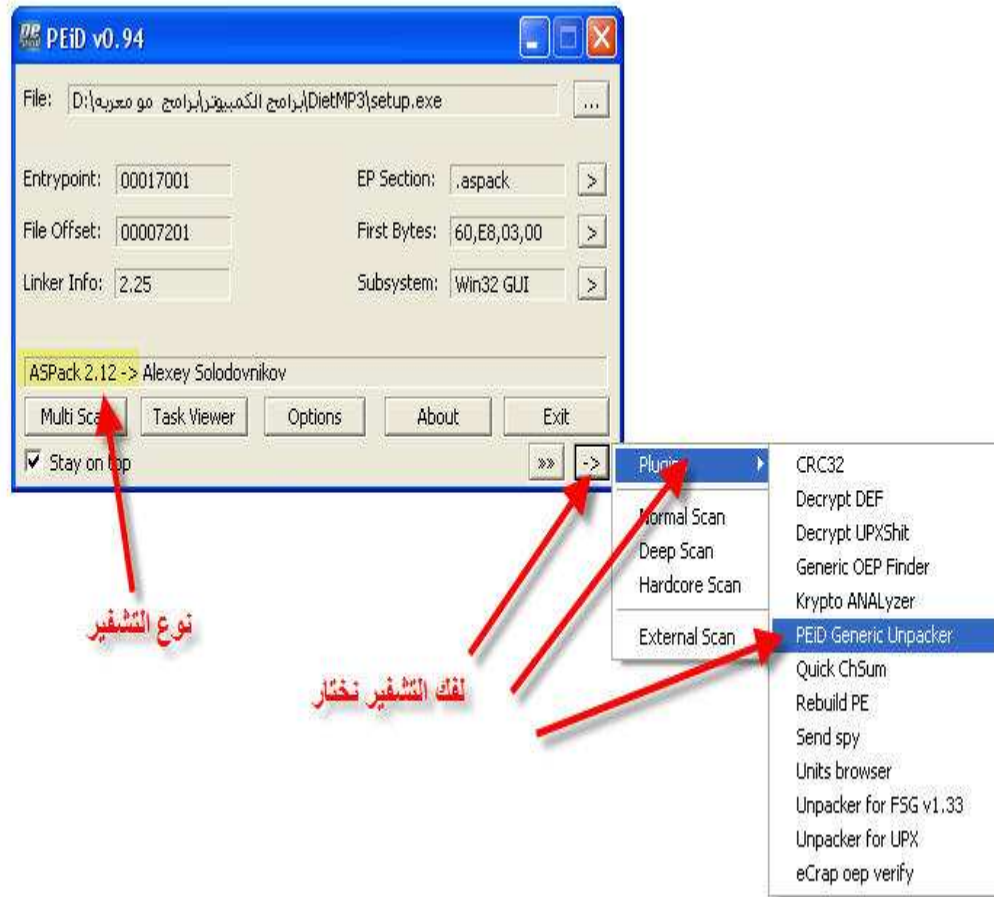 PEiD v0.94
File: D:\برامج الكمبيوتر\برامج مو معربه\DietMP3\setup.exe ...
Entrypoint: 00017001 EP Section: .aspack >
File Offset: 00007201 First Bytes: 60,E8,03,00 >
Linker Info: 2.25 Subsystem: Win32 GUI >
ASPack 2.12 -> Alexey Solodovnikov
Multi Scan Task Viewer Options About Exit
Stay on top »» ->
Plugins
Normal Scan
Deep Scan
Hardcore Scan
External Scan
CRC32
Decrypt DEF
Decrypt UPXShit
Generic OEP Finder
Krypto ANALyzer
PEiD Generic Unpacker
Quick ChSum
Rebuild PE
Send spy
Units browser
Unpacker for FSG v1.33
Unpacker for UPX
eCrap oep verify
نوع التشفير
لفك التشفير نختار